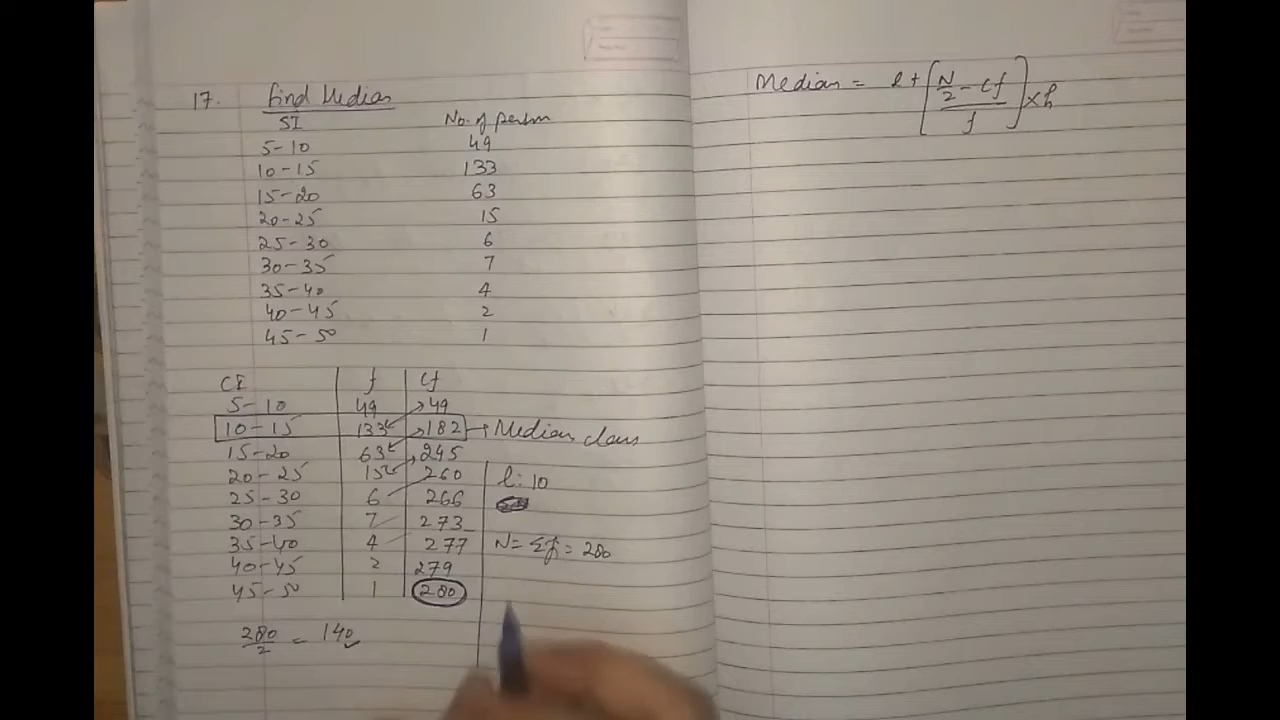 17. Find Median
SI No. of person
5-10 49
10-15 133
15-20 63
20-25 15
25-30 6
30-35 7
35-40 4
40-45 2
45-50 1
CI f Cf
5-10 49 49
10-15 133 182 → Median class
15-20 63 245
20-25 15 260 l: 10
25-30 6 266
30-35 7 273
35-40 4 277 N = Σf = 280
40-45 2 279
45-50 1 280
280/2 = 140
Median = l + [(N/2 - Cf)/f] × h